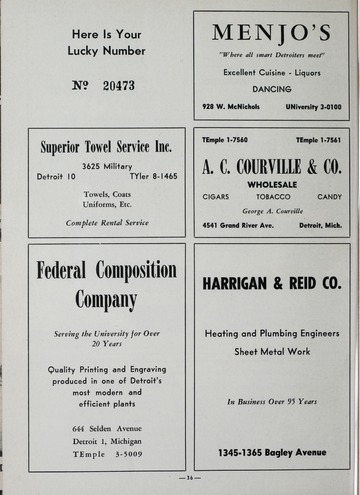 Here Is Your
Lucky Number
No 20473
MENJO'S
"Where all smart Detroiters meet"
Excellent Cuisine - Liquors
DANCING
928 W. McNichols UNiversity 3-0100
Superior Towel Service Inc.
3625 Military
Detroit 10 TYler 8-1465
Towels, Coats
Uniforms, Etc.
Complete Rental Service
TEmple 1-7560 TEmple 1-7561
A. C. COURVILLE & CO.
WHOLESALE
CIGARS TOBACCO CANDY
George A. Courville
4541 Grand River Ave. Detroit, Mich.
Federal Composition
Company
Serving the University for Over
20 Years
Quality Printing and Engraving
produced in one of Detroit's
most modern and
efficient plants
644 Selden Avenue
Detroit 1, Michigan
TEmple 3-5009
HARRIGAN & REID CO.
Heating and Plumbing Engineers
Sheet Metal Work
In Business Over 95 Years
1345-1365 Bagley Avenue
—36—